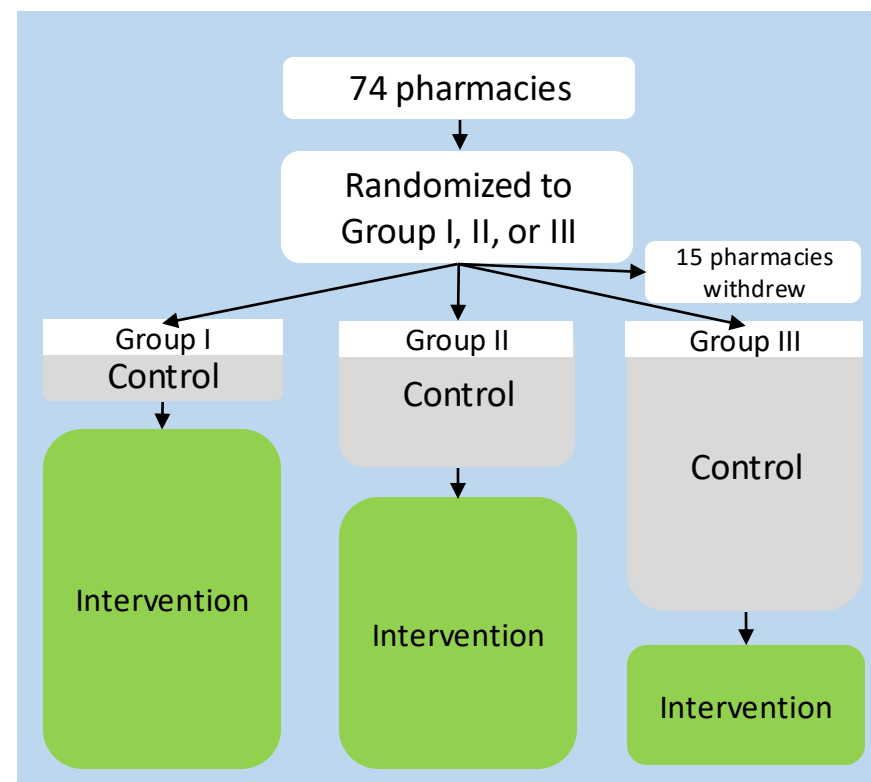 74 pharmacies
Randomized to
Group I, II, or III
15 pharmacies
withdrew
Group I
Control
Intervention
Group II
Control
Intervention
Group III
Control
Intervention